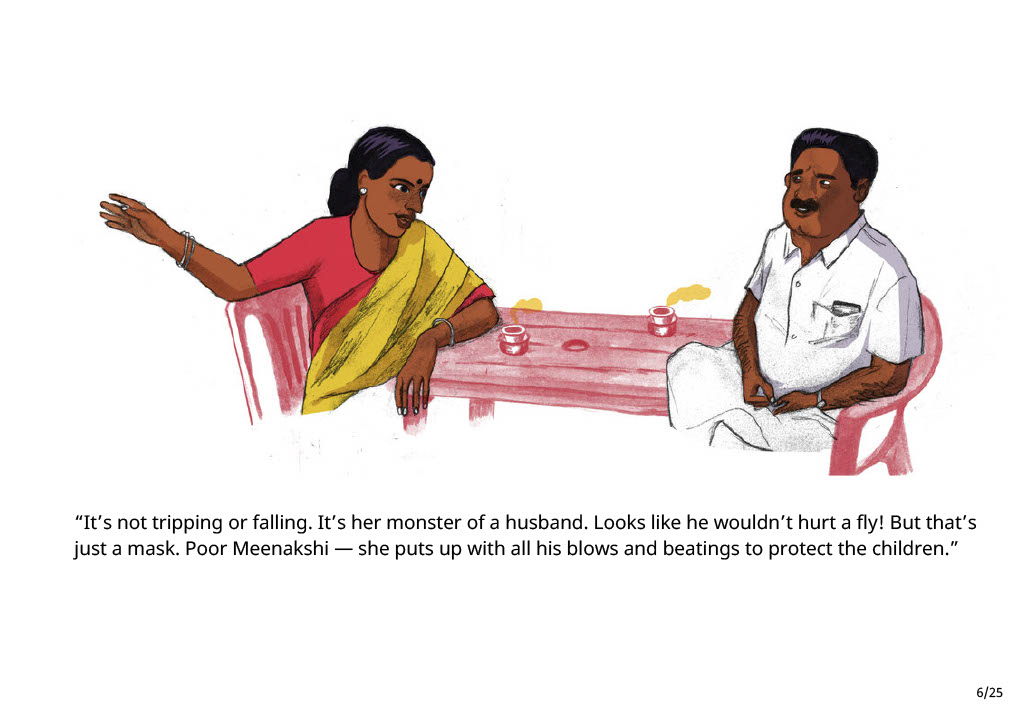 “It’s not tripping or falling. It’s her monster of a husband. Looks like he wouldn’t hurt a fly! But that’s
just a mask. Poor Meenakshi — she puts up with all his blows and beatings to protect the children.”
6/25